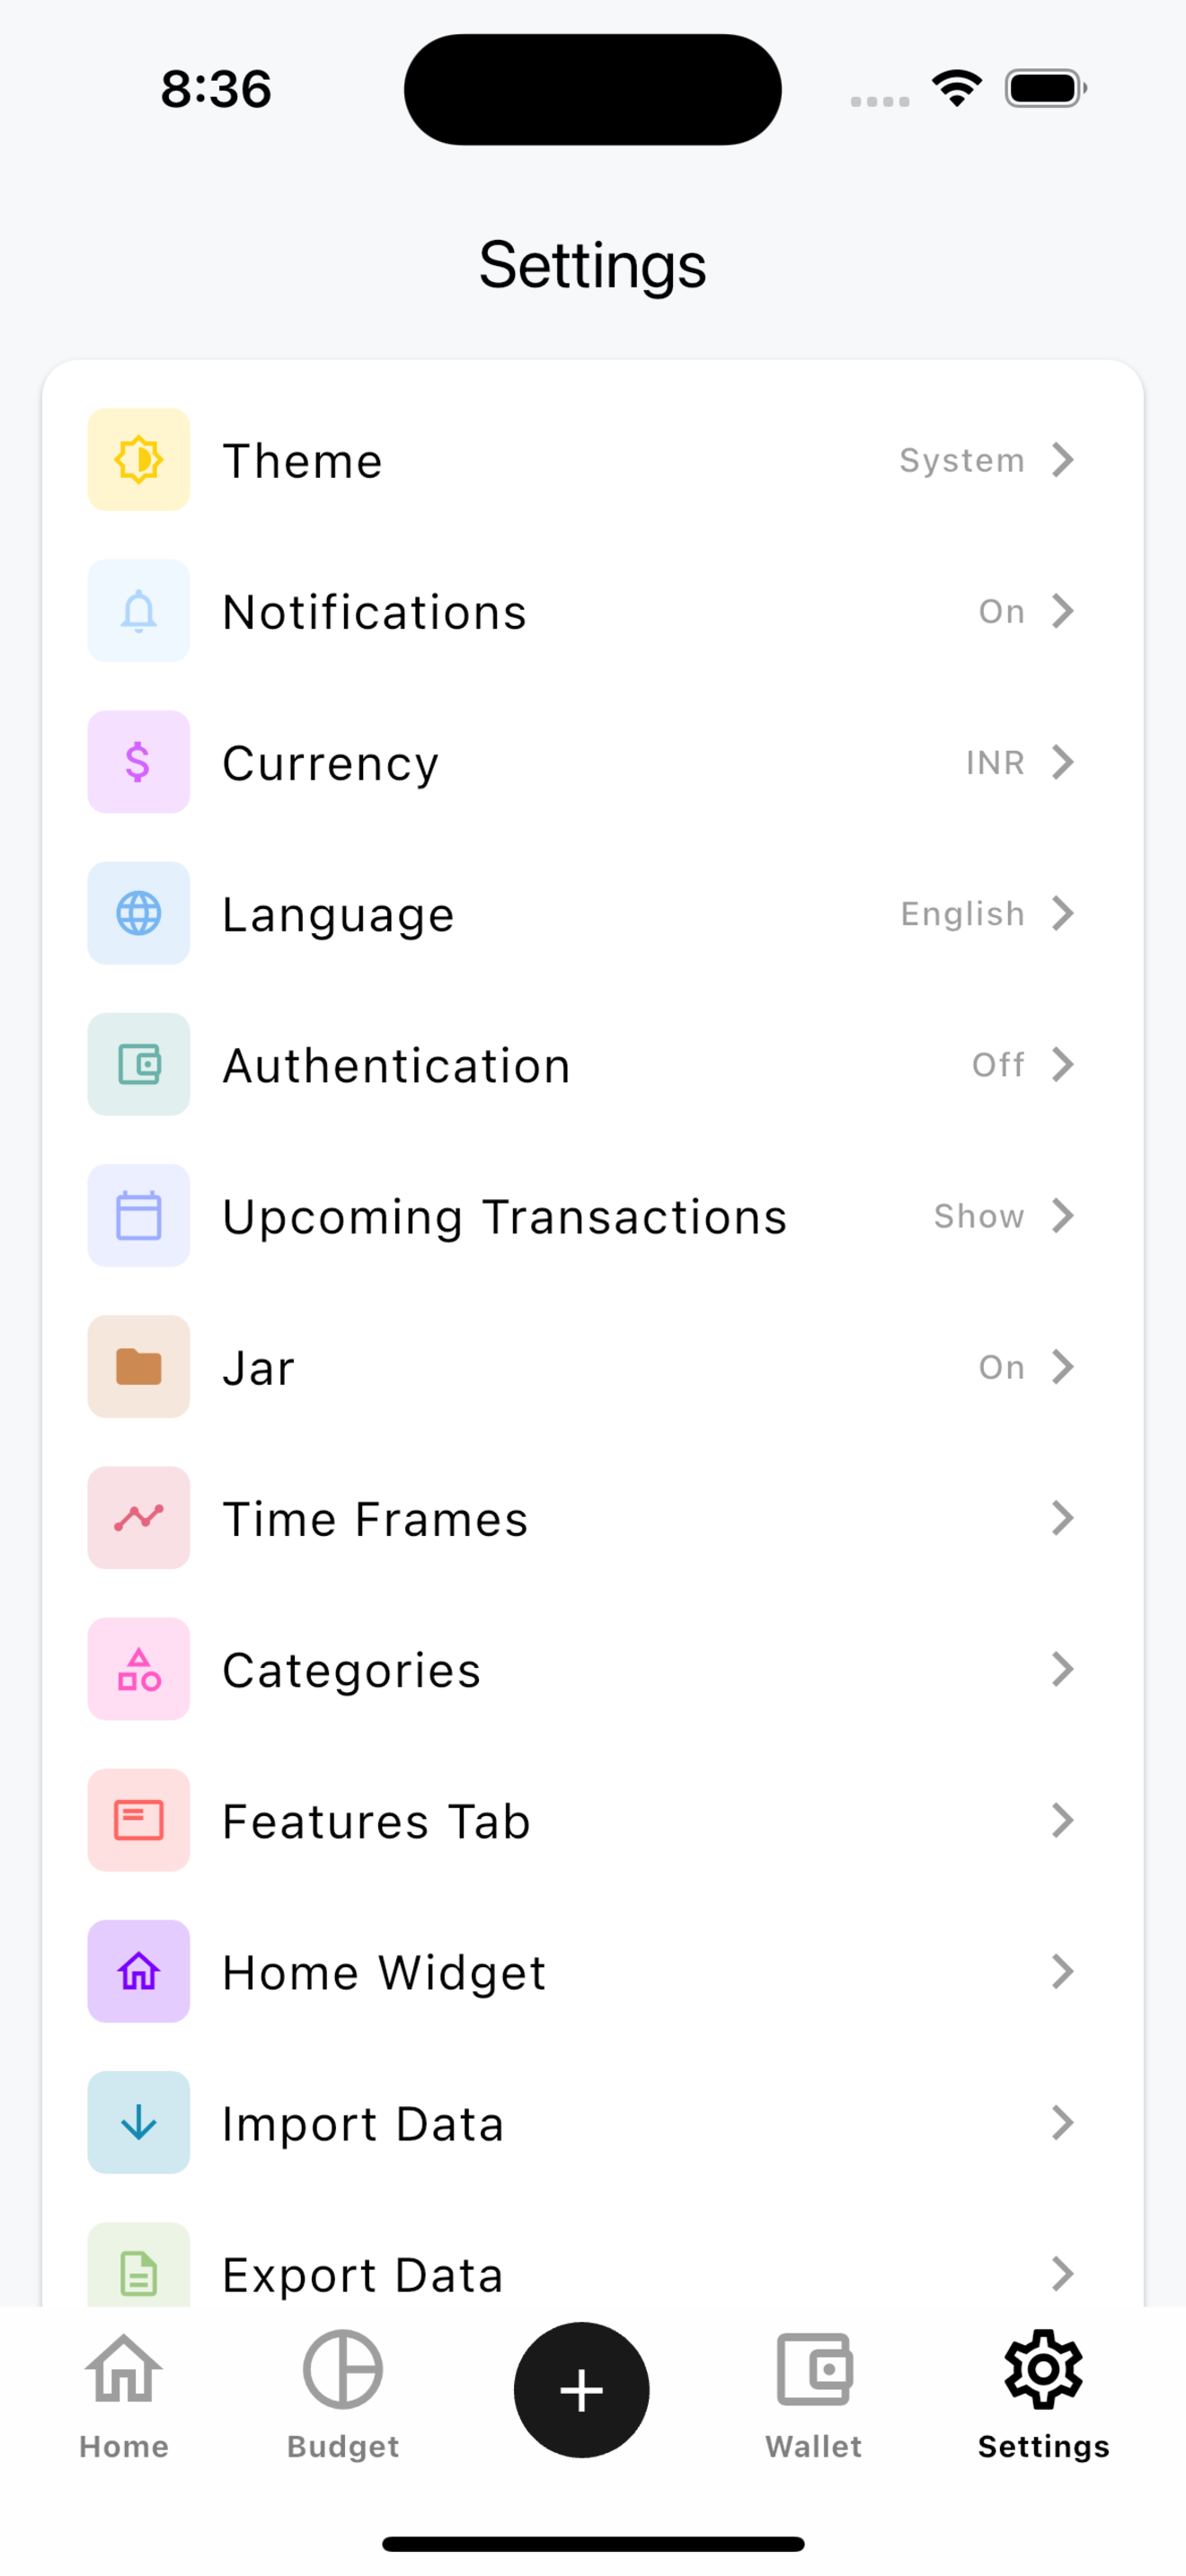 8:36
Settings
Theme System
Notifications On
Currency INR
Language English
Authentication Off
Upcoming Transactions Show
Jar On
Time Frames
Categories
Features Tab
Home Widget
Import Data
Export Data
Home Budget Wallet Settings